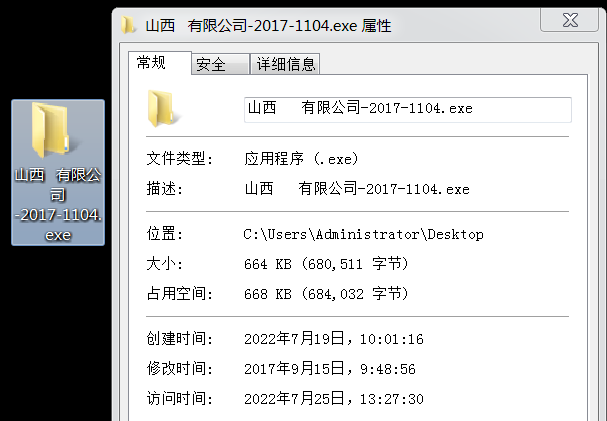 山西 有限公司-2017-1104.exe 属性
常规 安全 详细信息
山西 有限公司-2017-1104.exe
文件类型: 应用程序 (.exe)
描述: 山西 有限公司-2017-1104.exe
位置: C:\Users\Administrator\Desktop
大小: 664 KB (680,511 字节)
占用空间: 668 KB (684,032 字节)
创建时间: 2022年7月19日，10:01:16
修改时间: 2017年9月15日，9:48:56
访问时间: 2022年7月25日，13:27:30
山西 有限公
司
-2017-1104.
exe